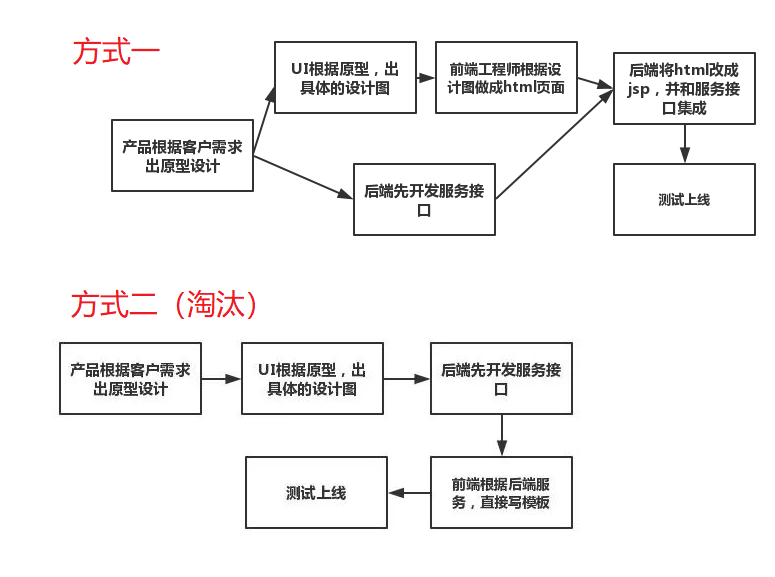 方式一
UI根据原型，出
具体的设计图
前端工程师根据设
计图做成html页面
后端将html改成
jsp，并和服务接
口集成
产品根据客户需求
出原型设计
后端先开发服务接
口
测试上线
方式二（淘汰）
产品根据客户需求
出原型设计
UI根据原型，出
具体的设计图
后端先开发服务接
口
测试上线
前端根据后端服
务，直接写模板